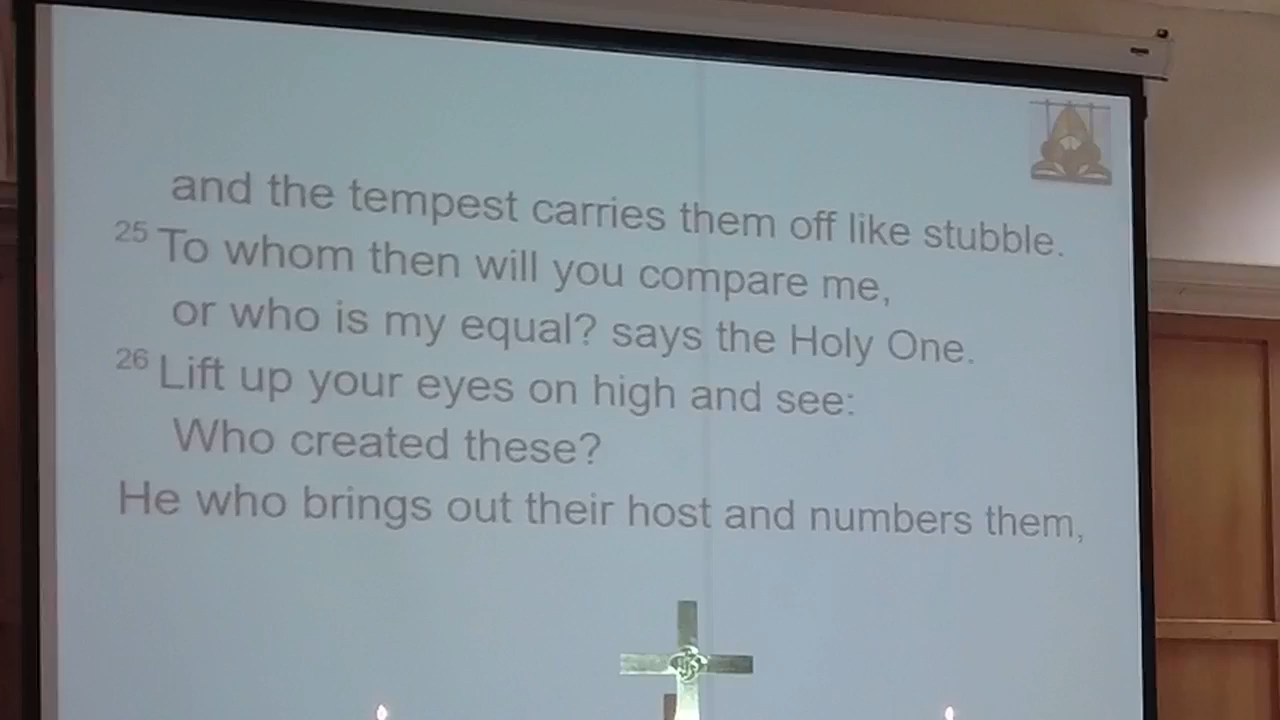 and the tempest carries them off like stubble.
25 To whom then will you compare me,
or who is my equal? says the Holy One.
26 Lift up your eyes on high and see:
Who created these?
He who brings out their host and numbers them,